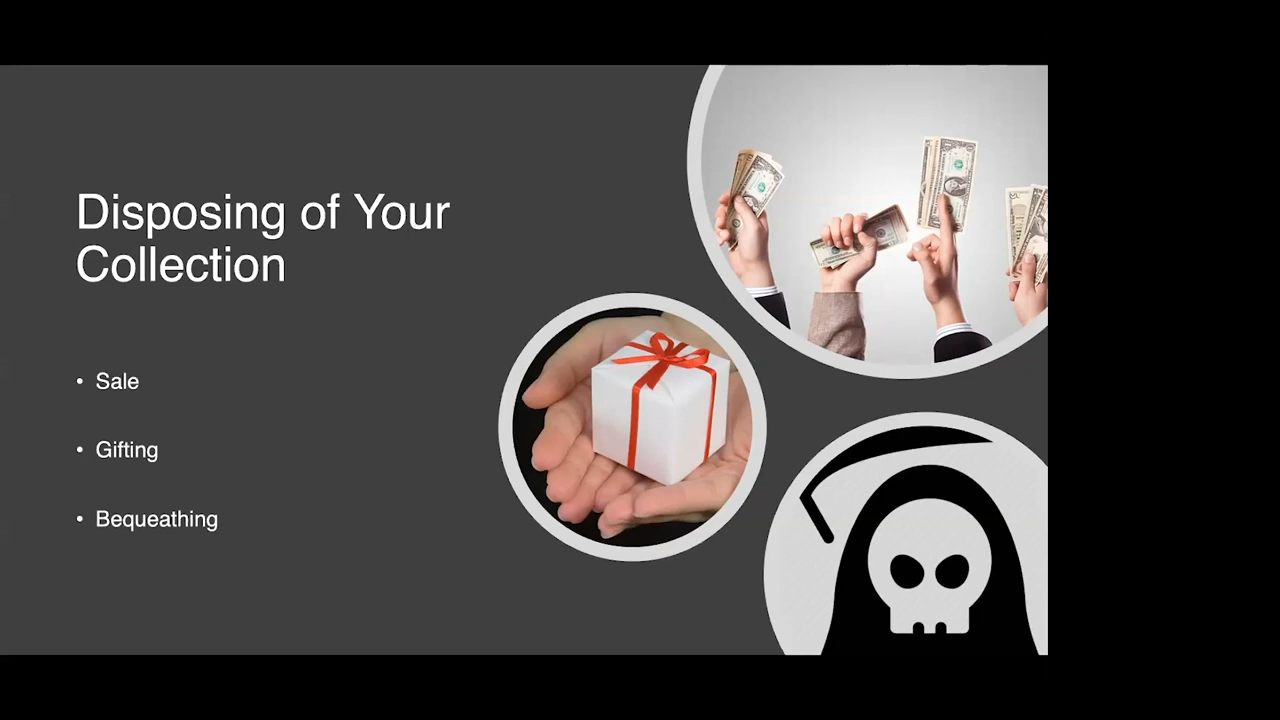 Disposing of Your
Collection
• Sale
• Gifting
• Bequeathing